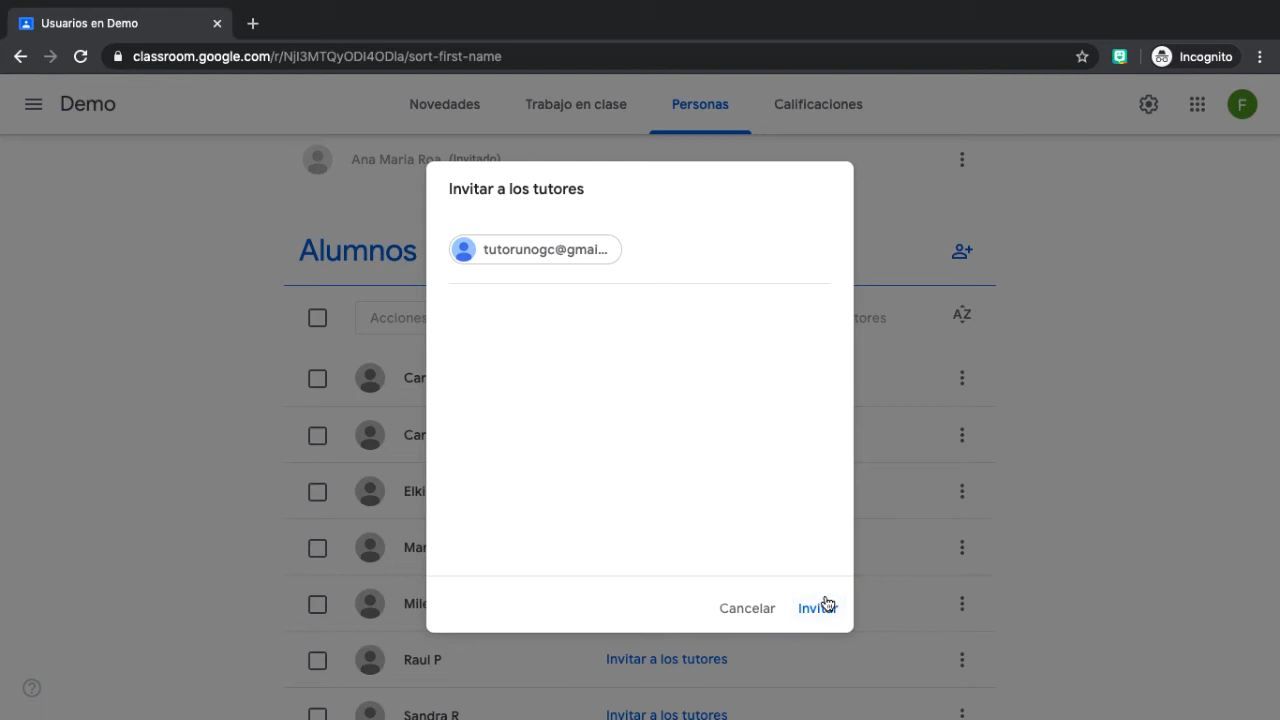 Usuarios en Demo
classroom.google.com/r/NjI3MTQyODI4ODIa/sort-first-name
Incognito
Demo
Novedades
Trabajo en clase
Personas
Calificaciones
F
Ana Maria Roa (Invitado)
Invitar a los tutores
tutorunogc@gmai...
Alumnos
Acciones
AZ
Cancelar
Invitar
Raul P
Invitar a los tutores
Sandra R
Invitar a los tutores